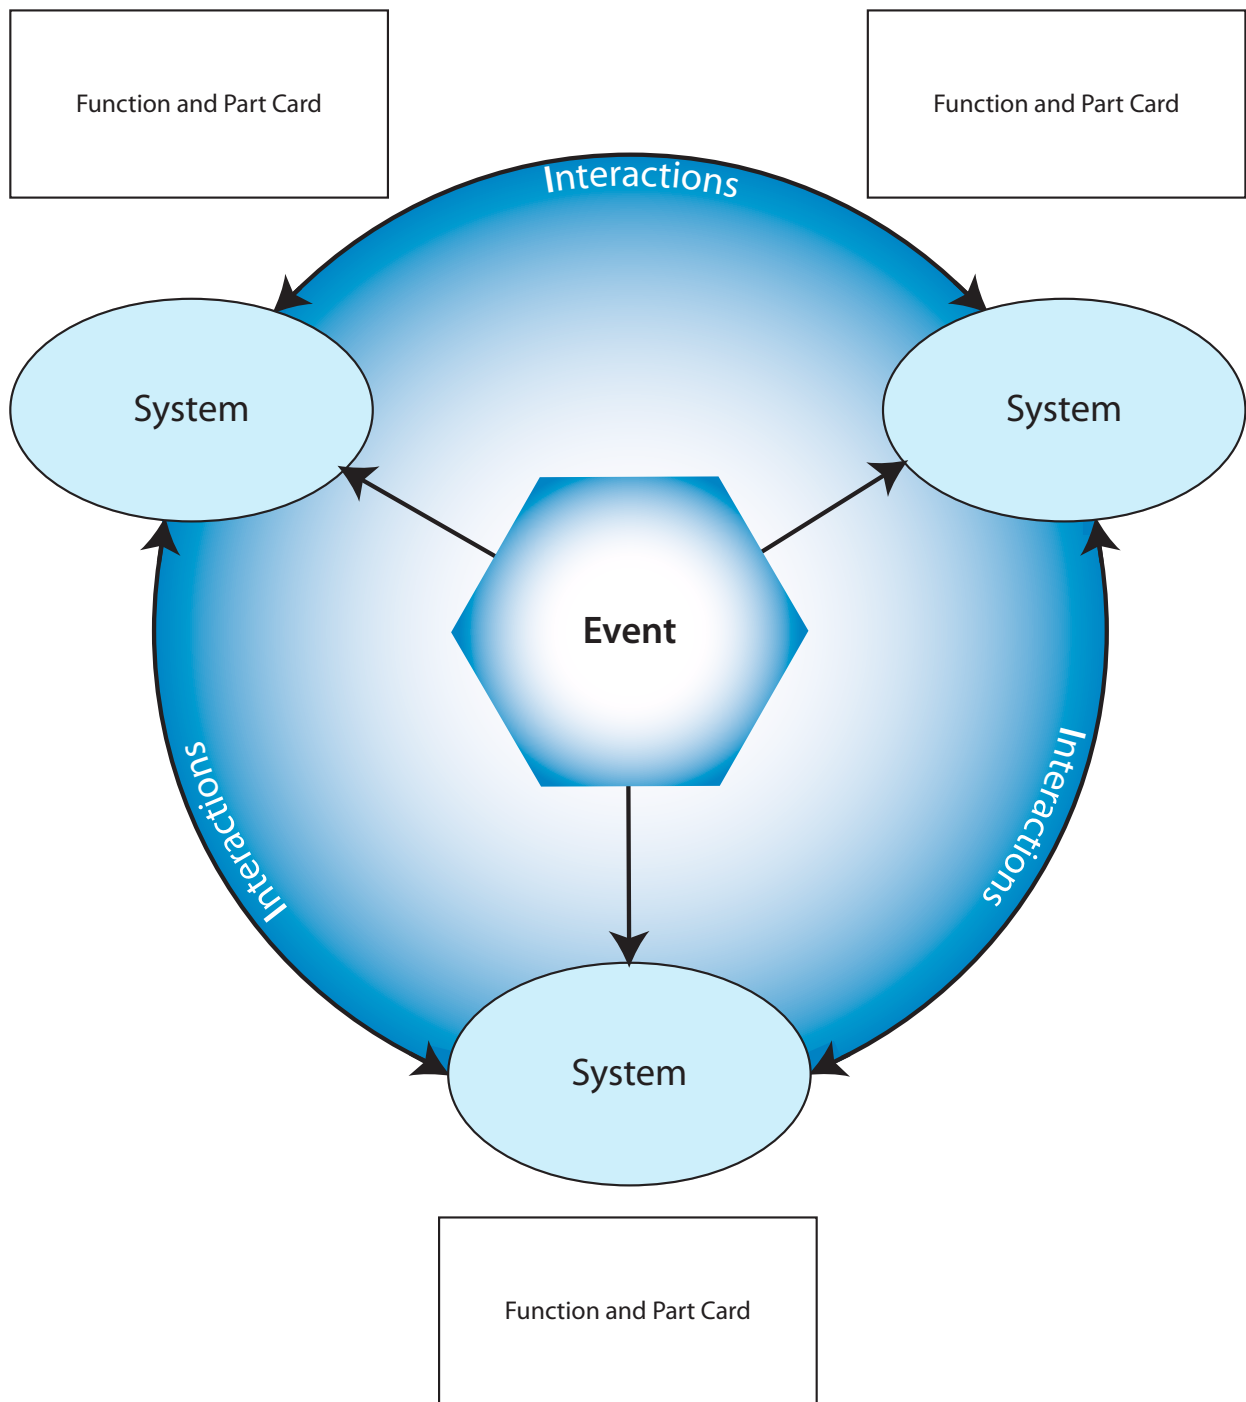 Function and Part Card
Function and Part Card
Interactions
System
System
Event
Interactions
Interactions
System
Function and Part Card